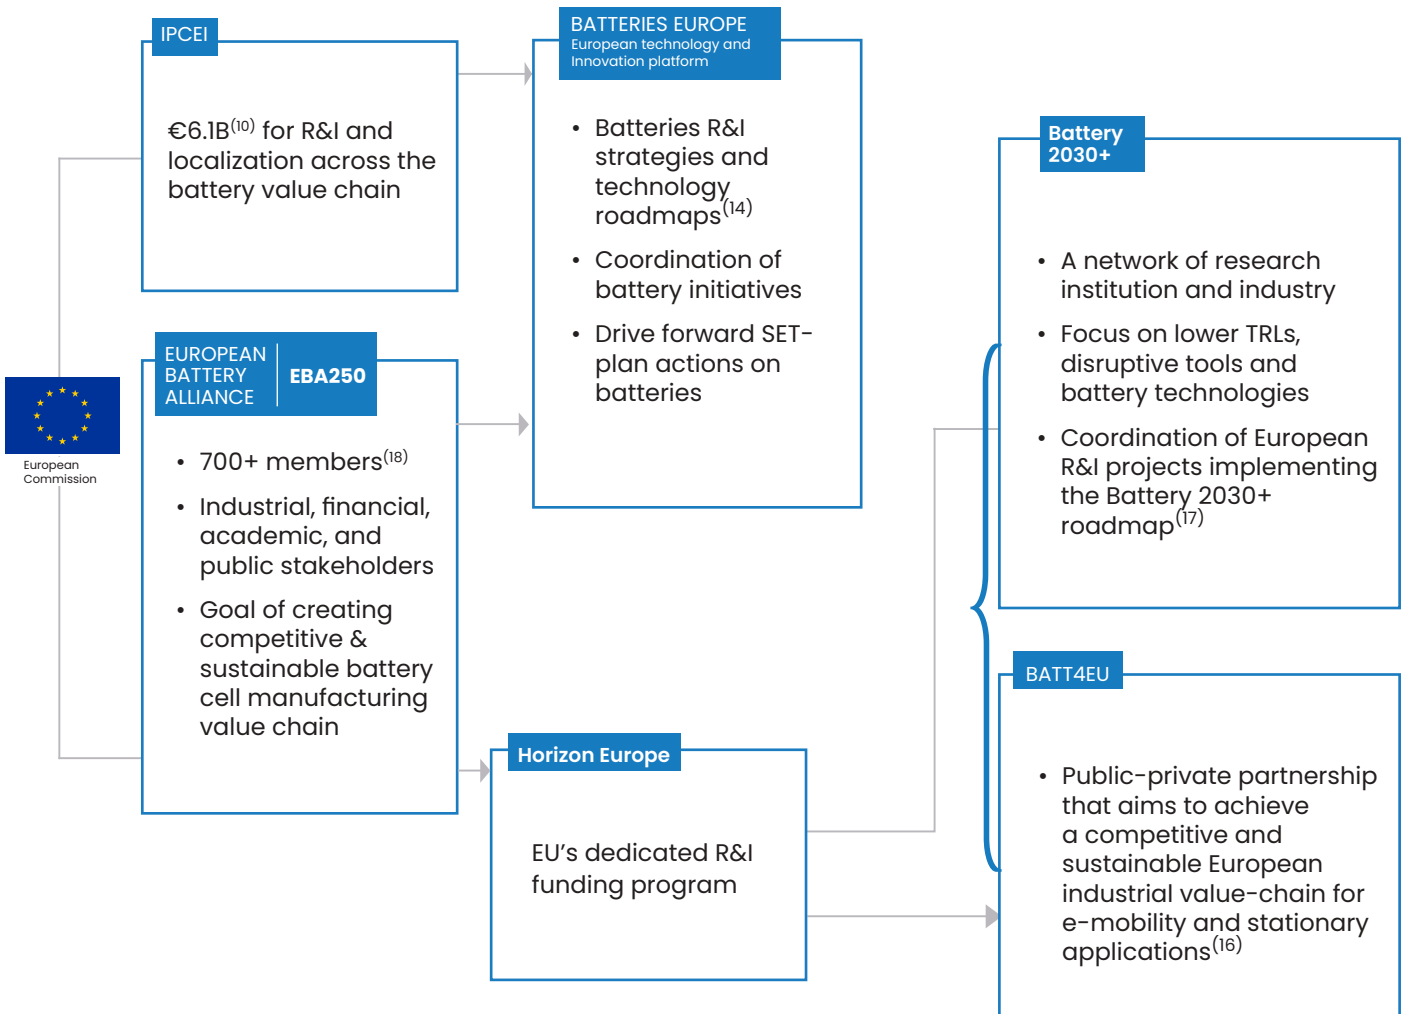 IPCEI
€6.1B(10) for R&I and
localization across the
battery value chain
EUROPEAN
BATTERY
ALLIANCE
EBA250
• 700+ members(18)
• Industrial, financial,
academic, and
public stakeholders
• Goal of creating
competitive &
sustainable battery
cell manufacturing
value chain
European
Commission
BATTERIES EUROPE
European technology and
Innovation platform
• Batteries R&I
strategies and
technology
roadmaps(14)
• Coordination of
battery initiatives
• Drive forward SET-
plan actions on
batteries
Horizon Europe
EU's dedicated R&I
funding program
Battery
2030+
• A network of research
institution and industry
• Focus on lower TRLs,
disruptive tools and
battery technologies
• Coordination of European
R&I projects implementing
the Battery 2030+
roadmap(17)
BATT4EU
• Public-private partnership
that aims to achieve
a competitive and
sustainable European
industrial value-chain for
e-mobility and stationary
applications(16)